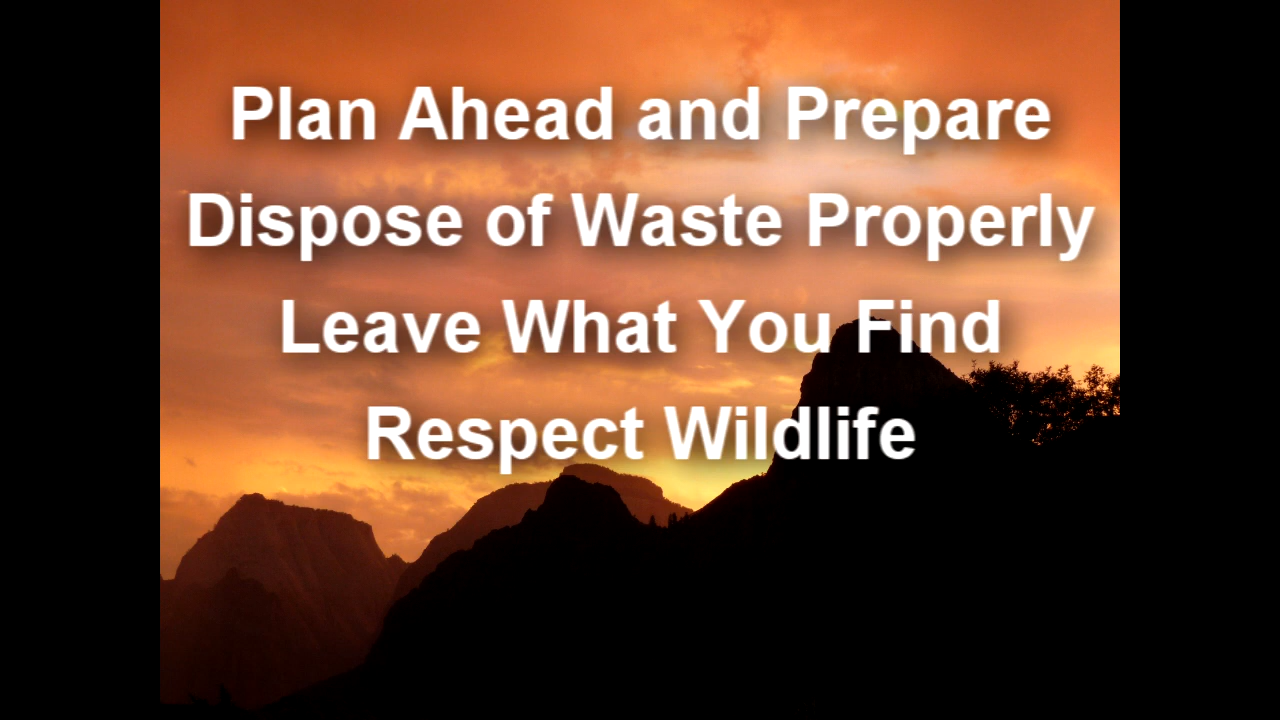 Plan Ahead and Prepare
Dispose of Waste Properly
Leave What You Find
Respect Wildlife